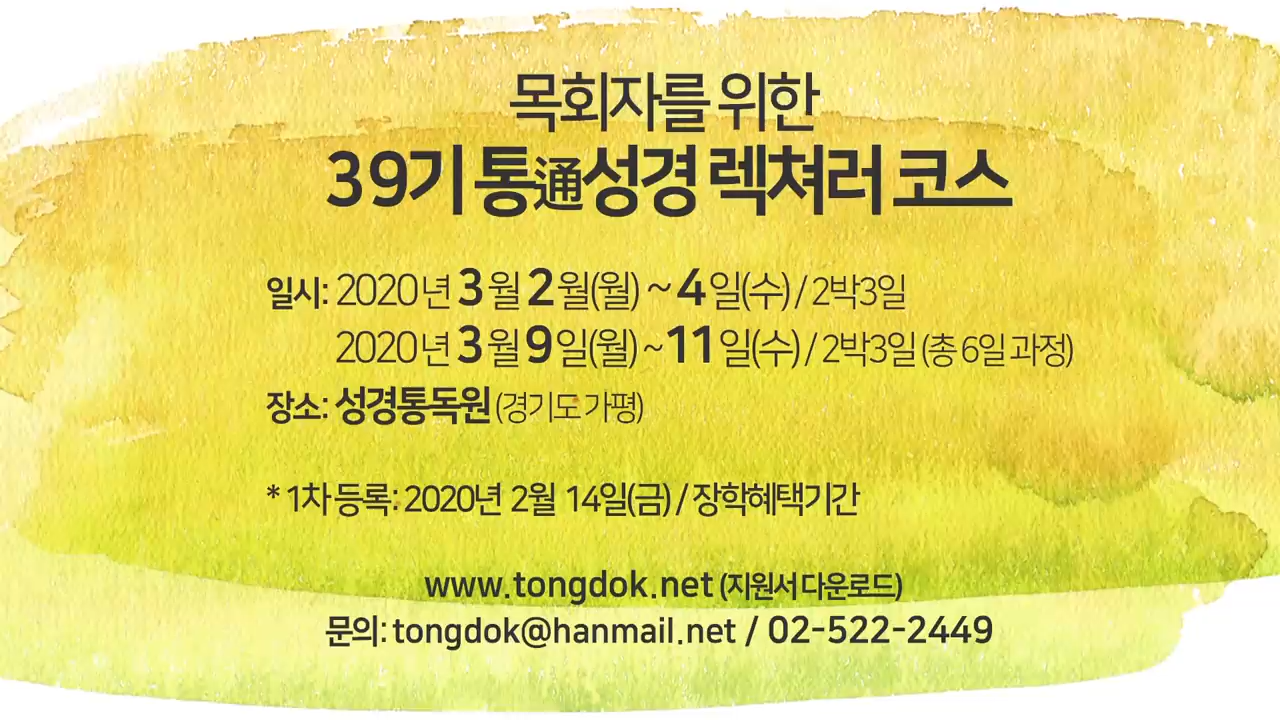 목회자를 위한
39기 통通성경 렉쳐러 코스
일시: 2020년 3월 2월(월) ~ 4일(수) / 2박3일
2020년 3월 9일(월) ~ 11일(수) / 2박3일 (총 6일 과정)
장소: 성경통독원 (경기도 가평)
* 1차 등록: 2020년 2월 14일(금) / 장학혜택기간
www.tongdok.net (지원서 다운로드)
문의: tongdok@hanmail.net / 02-522-2449